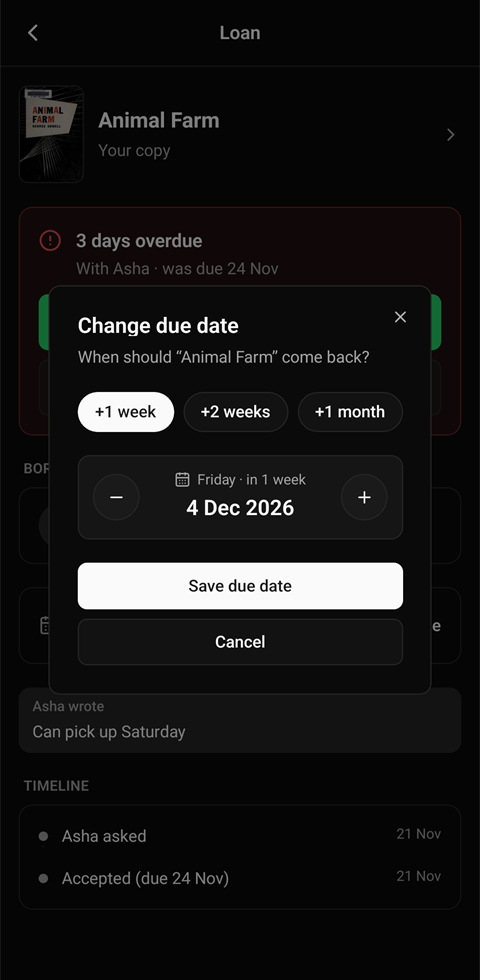 Loan
ANIMAL
FARM
GEORGE ORWELL
Animal Farm
Your copy
3 days overdue
With Asha · was due 24 Nov
Change due date
When should “Animal Farm” come back?
+1 week
+2 weeks
+1 month
Friday · in 1 week
4 Dec 2026
Save due date
Cancel
BOR
e
Asha wrote
Can pick up Saturday
TIMELINE
Asha asked
21 Nov
Accepted (due 24 Nov)
21 Nov